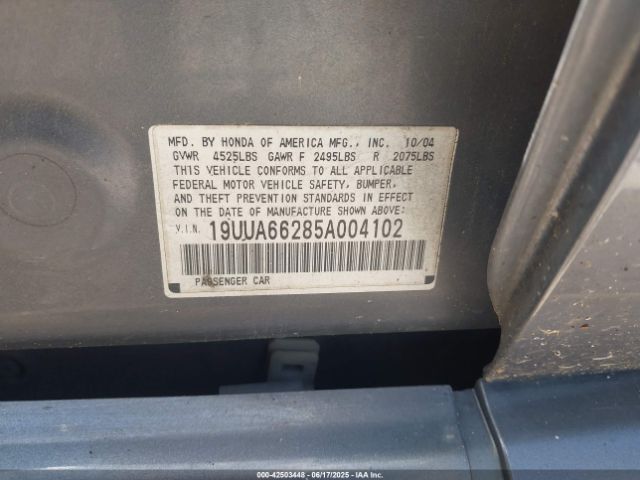 MFD. BY HONDA OF AMERICA MFG., INC. 10/04
GVWR 4525LBS GAWR F 2495LBS R 2075LBS
THIS VEHICLE CONFORMS TO ALL APPLICABLE
FEDERAL MOTOR VEHICLE SAFETY, BUMPER,
AND THEFT PREVENTION STANDARDS IN EFFECT
ON THE DATE OF MANUFACTURE SHOWN ABOVE:
V.I.N. 19UUA66285A004102
PASSENGER CAR
000-42503448 - 06/17/2025 - IAAI.COM